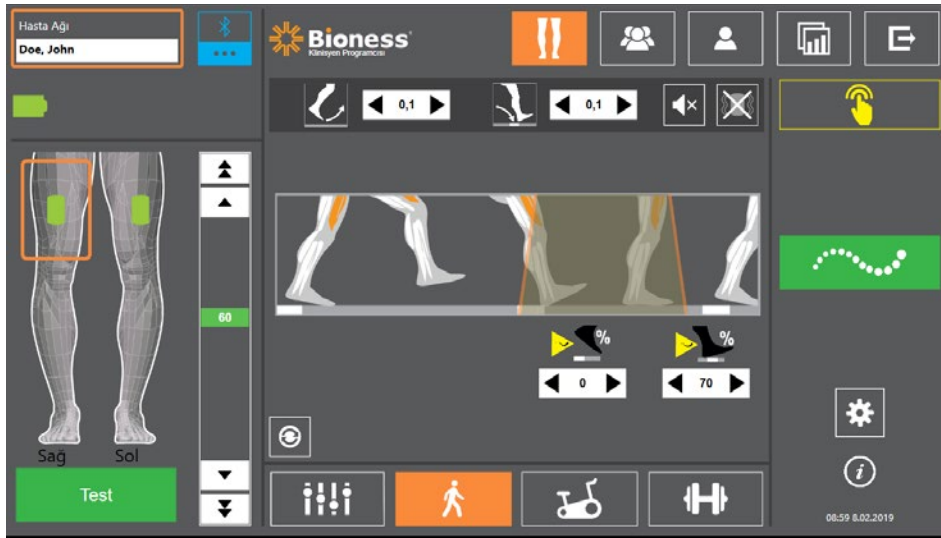 Hasta Ağı
Doe, John
Bioness
Klinisyen Programcısı
0,1
0,1
60
%
%
0
70
Sağ
Sol
Test
08:59 8.02.2019